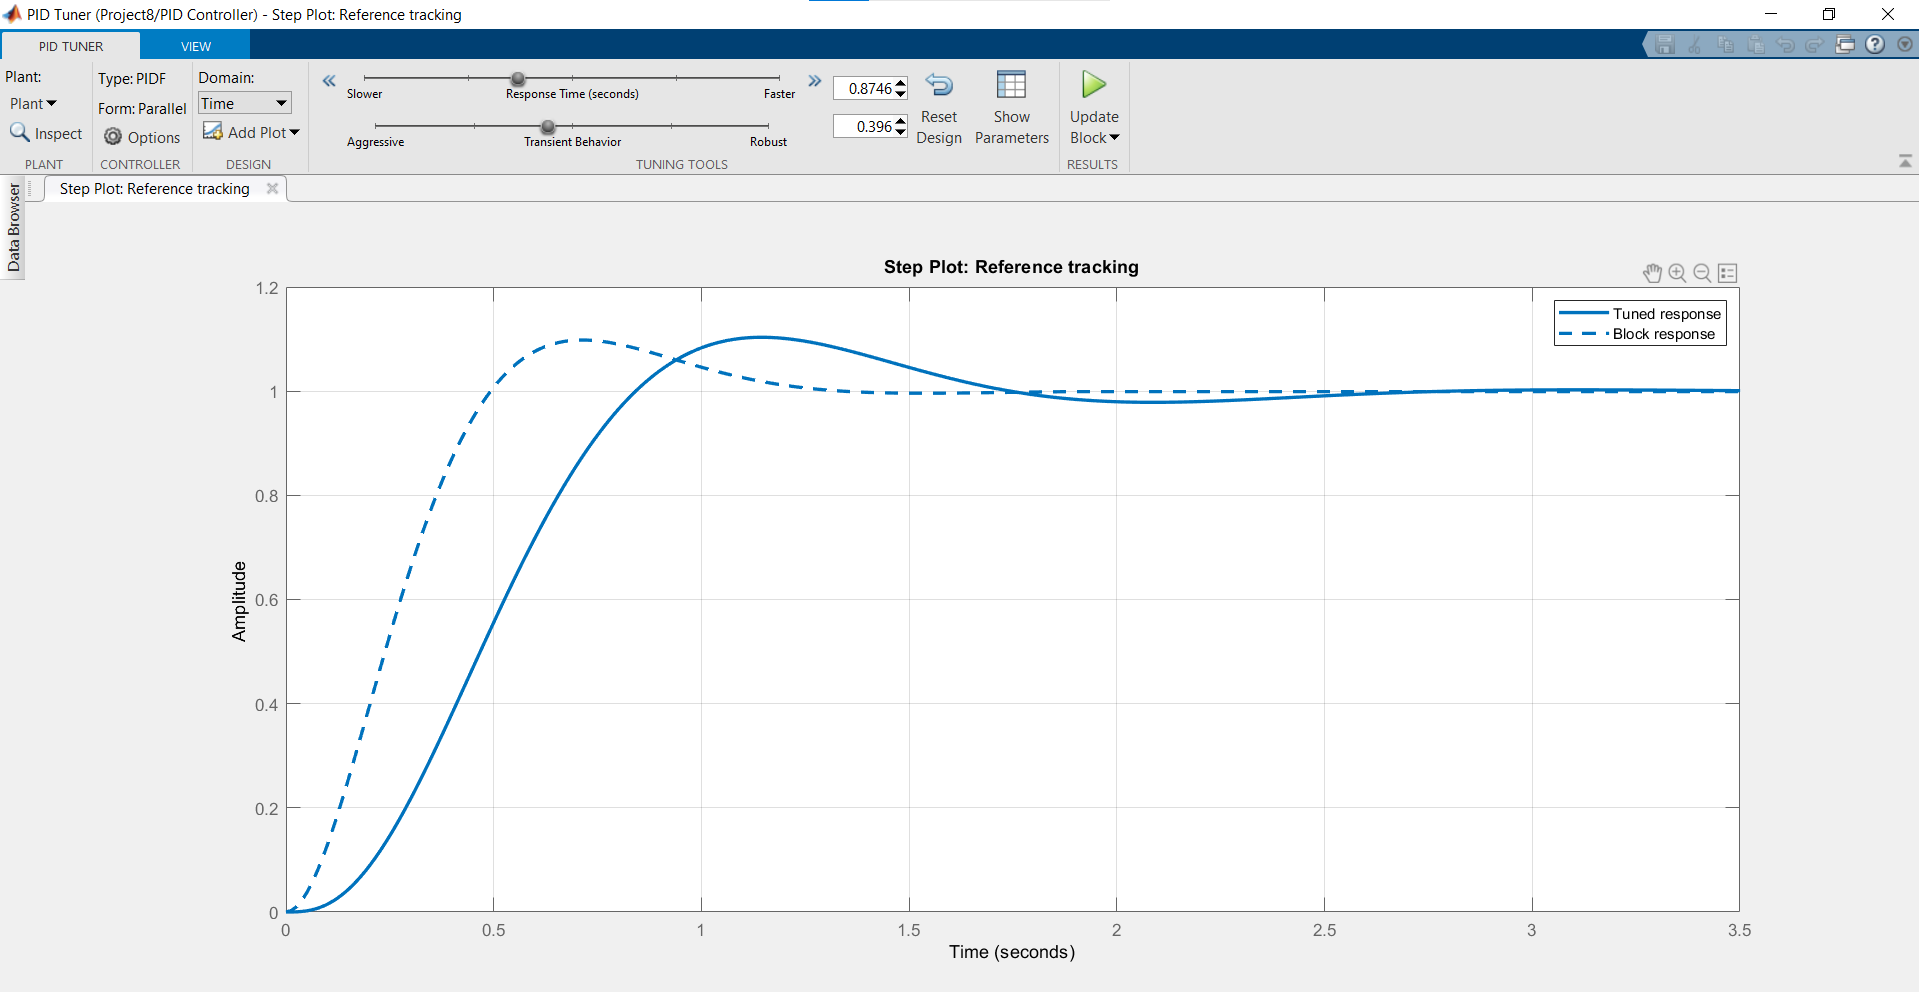 PID Tuner (Project8/PID Controller) - Step Plot: Reference tracking
PID TUNER
VIEW
Plant:
Plant
Inspect
PLANT
Type: PIDF
Form: Parallel
Options
CONTROLLER
Domain:
Time
Add Plot
DESIGN
Slower
Response Time (seconds)
Faster
0.8746
Aggressive
Transient Behavior
Robust
0.396
Reset
Design
Show
Parameters
TUNING TOOLS
Update
Block
RESULTS
Data Browser
Step Plot: Reference tracking
Step Plot: Reference tracking
Tuned response
Block response
Amplitude
1.2
1
0.8
0.6
0.4
0.2
0
0
0.5
1
1.5
2
2.5
3
3.5
Time (seconds)